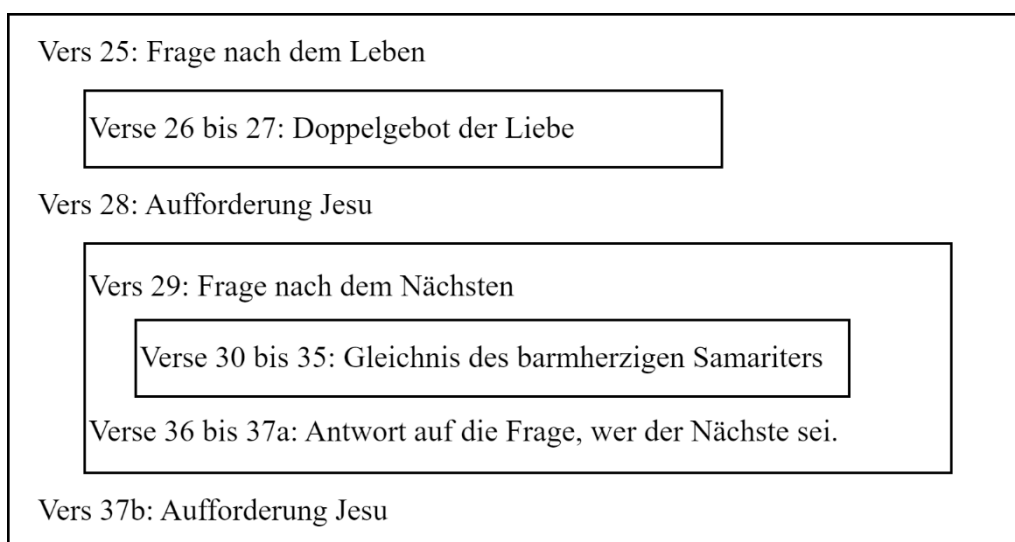 Vers 25: Frage nach dem Leben
Verse 26 bis 27: Doppelgebot der Liebe
Vers 28: Aufforderung Jesu
Vers 29: Frage nach dem Nächsten
Verse 30 bis 35: Gleichnis des barmherzigen Samariters
Verse 36 bis 37a: Antwort auf die Frage, wer der Nächste sei.
Vers 37b: Aufforderung Jesu